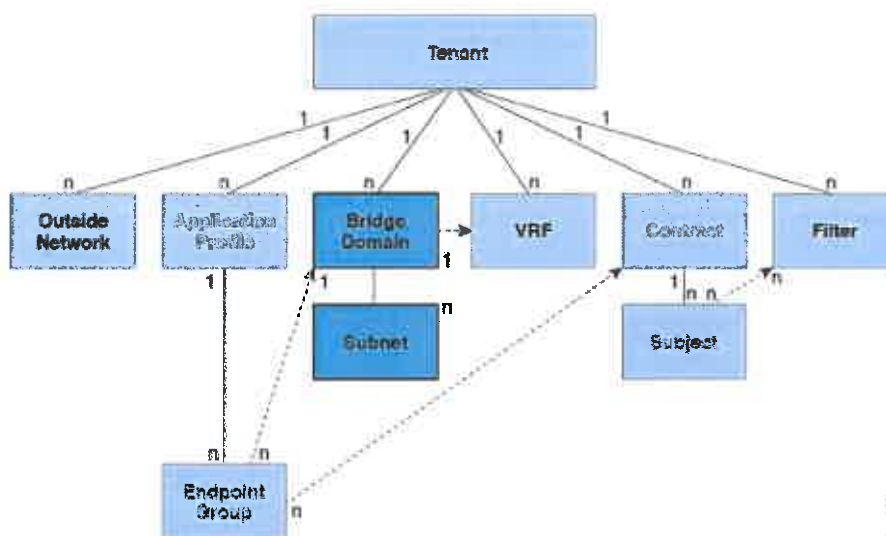 Tenant
1 1 1 1 1 1
n n n n n n
Outside
Network
Application
Profile
Bridge
Domain
VRF
Contract
Filter
1 1 1 1
n n n n
Subnet
Subject
n n
Endpoint
Group
n